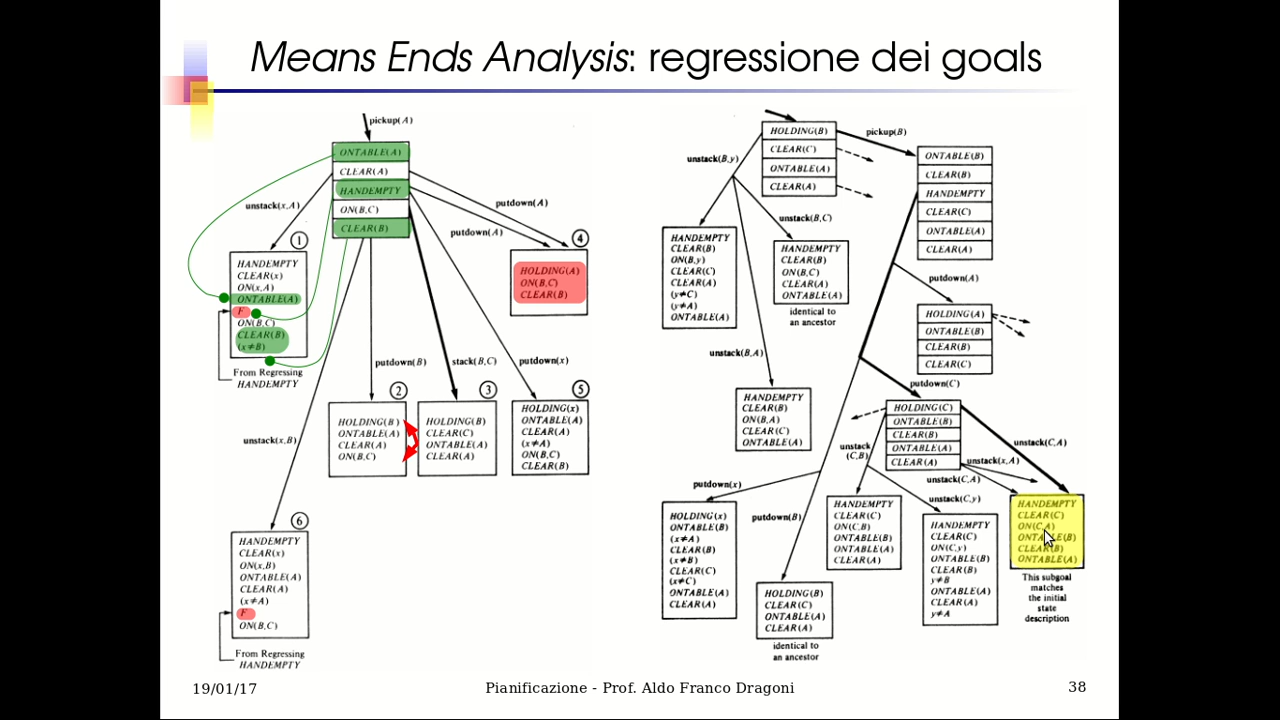 Means Ends Analysis: regressione dei goals
pickup(A)
ONTABLE(A)
CLEAR(A)
HANDEMPTY
ON(B,C)
CLEAR(B)
unstack(x,A)
putdown(A)
putdown(A)
1
HANDEMPTY
CLEAR(x)
ON(x,A)
ONTABLE(A)
F
ON(B,C)
CLEAR(B)
(x≠B)
From Regressing
HANDEMPTY
4
HOLDING(A)
ON(B,C)
CLEAR(B)
unstack(x,B)
putdown(B)
stack(B,C)
putdown(x)
2
HOLDING(B)
ONTABLE(A)
CLEAR(A)
ON(B,C)
3
HOLDING(B)
CLEAR(C)
ONTABLE(A)
CLEAR(A)
5
HOLDING(x)
ONTABLE(A)
CLEAR(A)
(x≠A)
ON(B,C)
CLEAR(B)
6
HANDEMPTY
CLEAR(x)
ON(x,B)
ONTABLE(A)
CLEAR(A)
(x≠A)
F
ON(B,C)
From Regressing
HANDEMPTY
HOLDING(B)
CLEAR(C)
ONTABLE(A)
CLEAR(A)
pickup(B)
ONTABLE(B)
CLEAR(B)
HANDEMPTY
CLEAR(C)
ONTABLE(A)
CLEAR(A)
unstack(B,y)
unstack(B,C)
HANDEMPTY
CLEAR(B)
ON(B,y)
CLEAR(C)
CLEAR(A)
(y≠C)
(y≠A)
ONTABLE(A)
HANDEMPTY
CLEAR(B)
ON(B,C)
CLEAR(A)
ONTABLE(A)
identical to
an ancestor
putdown(A)
HOLDING(A)
ONTABLE(B)
CLEAR(B)
CLEAR(C)
unstack(B,A)
HANDEMPTY
CLEAR(B)
ON(B,A)
CLEAR(C)
ONTABLE(A)
putdown(C)
HOLDING(C)
ONTABLE(B)
CLEAR(B)
ONTABLE(A)
CLEAR(A)
unstack
(C,B)
unstack(C,A)
unstack(x,A)
unstack(C,A)
unstack(C,y)
putdown(x)
putdown(B)
HOLDING(x)
ONTABLE(B)
(x≠A)
CLEAR(B)
(x≠B)
CLEAR(C)
(x≠C)
ONTABLE(A)
CLEAR(A)
HANDEMPTY
CLEAR(C)
ON(C,B)
ONTABLE(B)
ONTABLE(A)
CLEAR(A)
HANDEMPTY
CLEAR(C)
ON(C,y)
ONTABLE(B)
CLEAR(B)
y≠B
ONTABLE(A)
CLEAR(A)
y≠A
HANDEMPTY
CLEAR(C)
ON(C,A)
ONTABLE(B)
CLEAR(B)
ONTABLE(A)
This subgoal
matches
the initial
state
description
HOLDING(B)
CLEAR(C)
ONTABLE(A)
CLEAR(A)
identical to
an ancestor
19/01/17
Pianificazione - Prof. Aldo Franco Dragoni
38